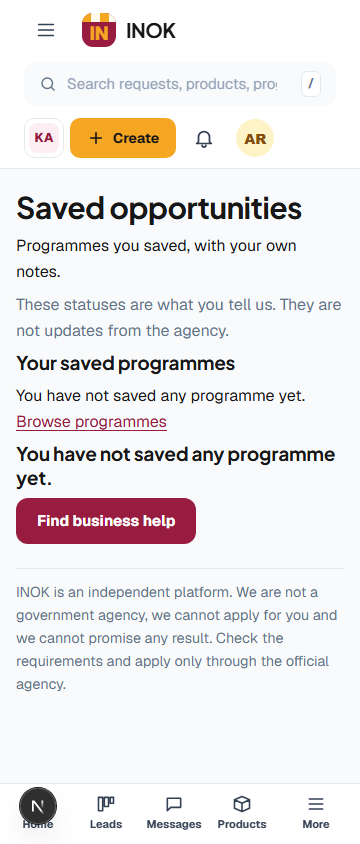 IN INOK
Search requests, products, prog
/
KA
Create
AR
Saved opportunities
Programmes you saved, with your own
notes.
These statuses are what you tell us. They are
not updates from the agency.
Your saved programmes
You have not saved any programme yet.
Browse programmes
You have not saved any programme
yet.
Find business help
INOK is an independent platform. We are not a
government agency, we cannot apply for you and
we cannot promise any result. Check the
requirements and apply only through the official
agency.
N
Home Leads Messages Products More